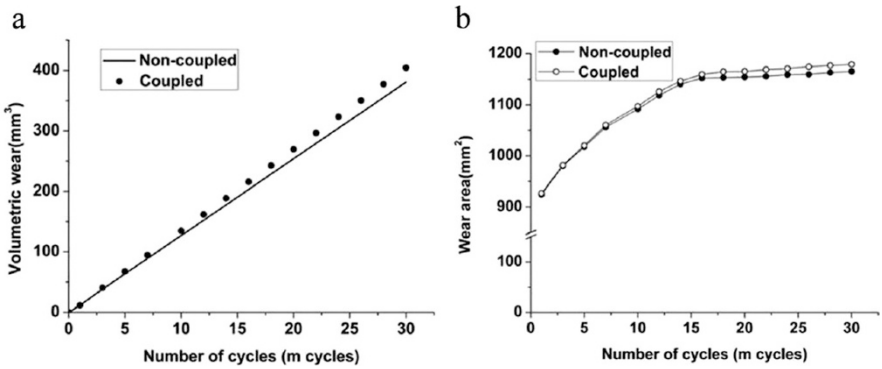 a
Volumetric wear(mm³)
400
300
200
100
0
Non-coupled
Coupled
0 5 10 15 20 25 30
Number of cycles (m cycles)
b
Wear area(mm²)
1200
1100
1000
900
100
0
Non-coupled
Coupled
0 5 10 15 20 25 30
Number of cycles (m cycles)